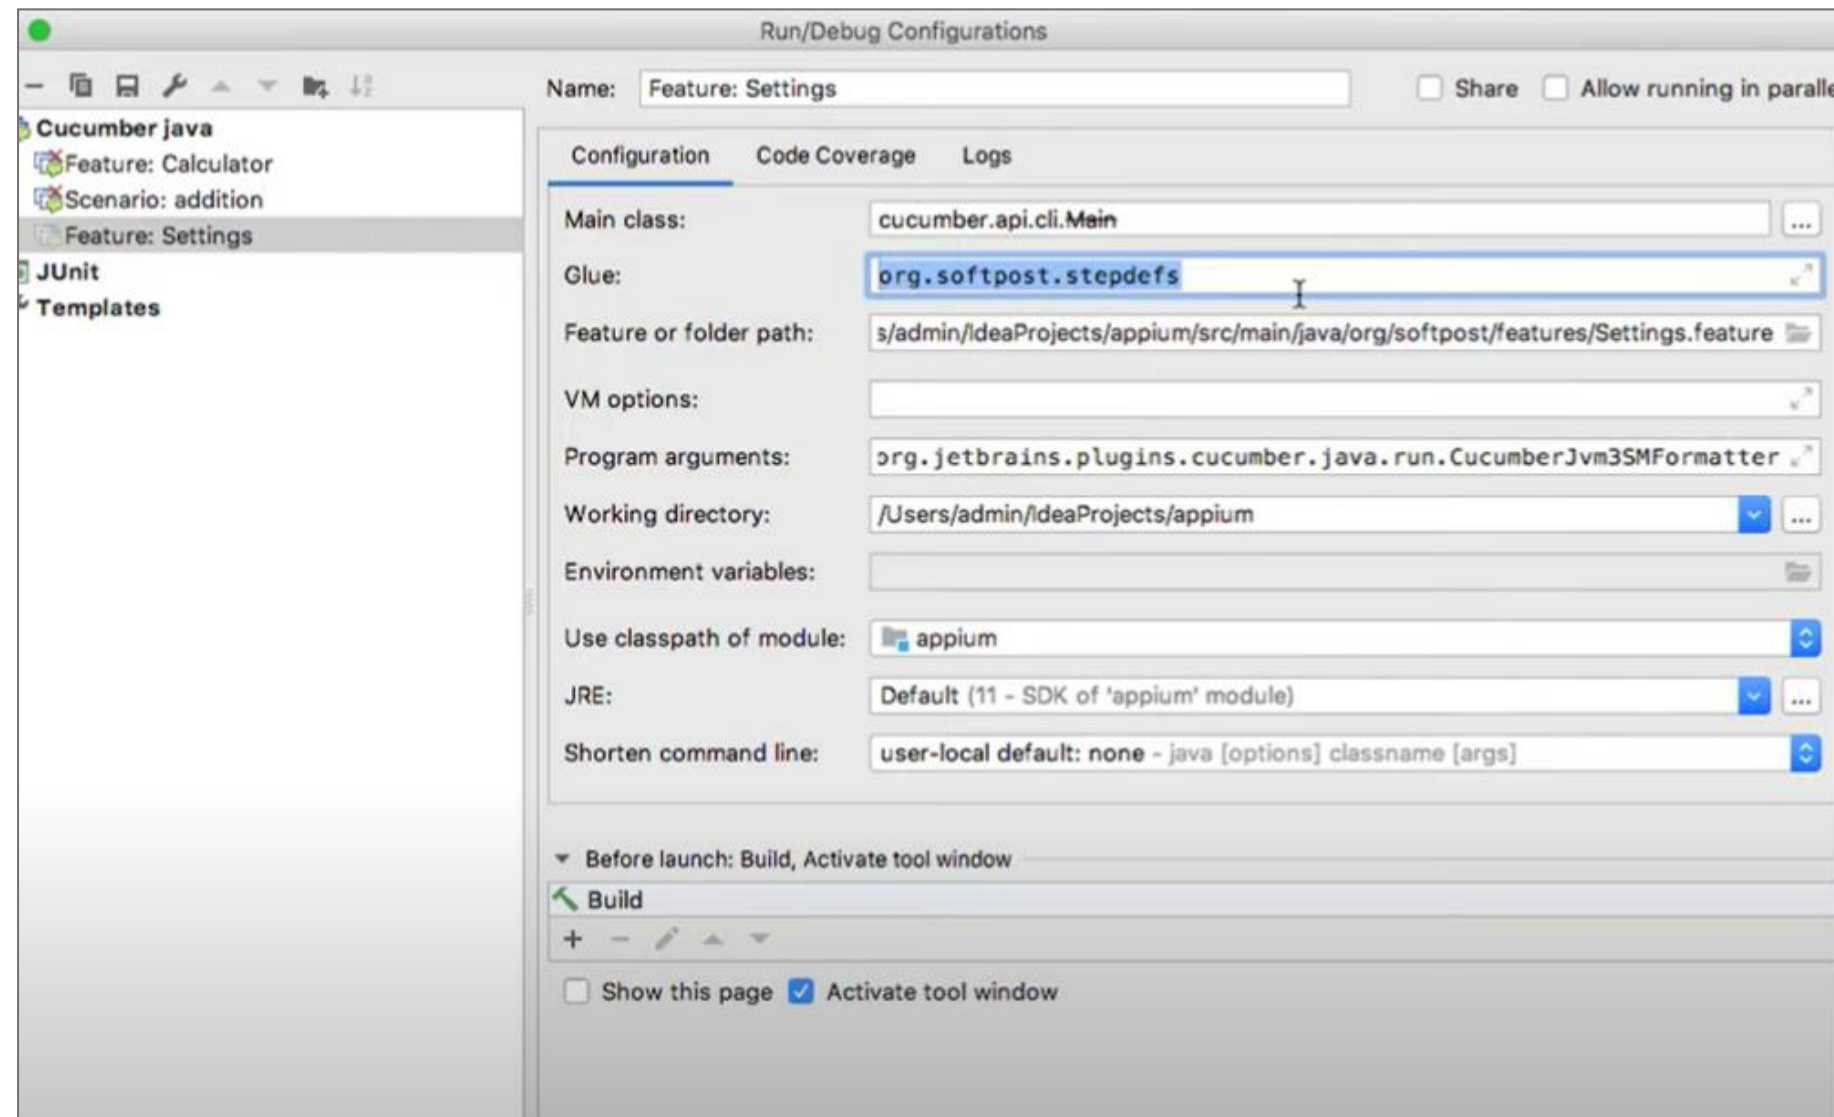 Run/Debug Configurations
Name: Feature: Settings Share Allow running in paralle
Cucumber java
Feature: Calculator
Scenario: addition
Feature: Settings
JUnit
Templates
Configuration Code Coverage Logs
Main class: cucumber.api.cli.Main ...
Glue: org.softpost.stepdefs
Feature or folder path: s/admin/IdeaProjects/appium/src/main/java/org/softpost/features/Settings.feature
VM options:
Program arguments: org.jetbrains.plugins.cucumber.java.run.CucumberJvm3SMFormatter
Working directory: /Users/admin/IdeaProjects/appium ...
Environment variables:
Use classpath of module: appium
JRE: Default (11 - SDK of 'appium' module) ...
Shorten command line: user-local default: none - java [options] classname [args]
Before launch: Build, Activate tool window
Build
Show this page Activate tool window